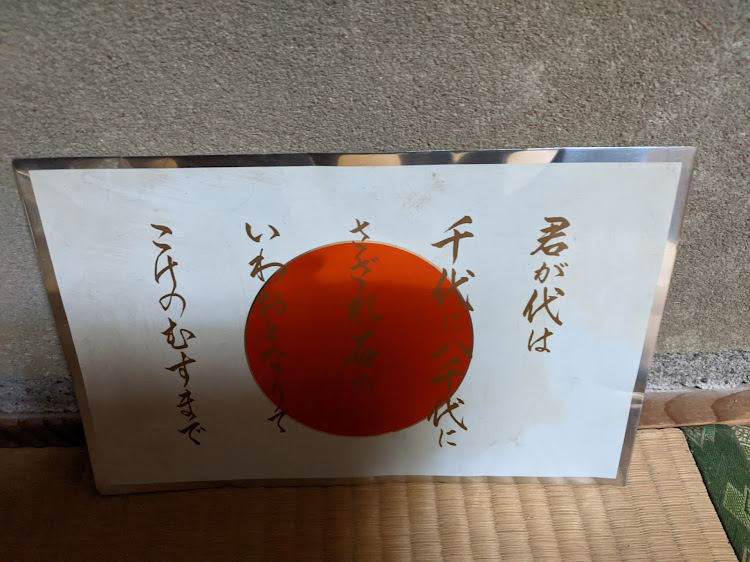 君が代は
千代に八千代に
さざれ石の
いわほとなりて
こけのむすまで